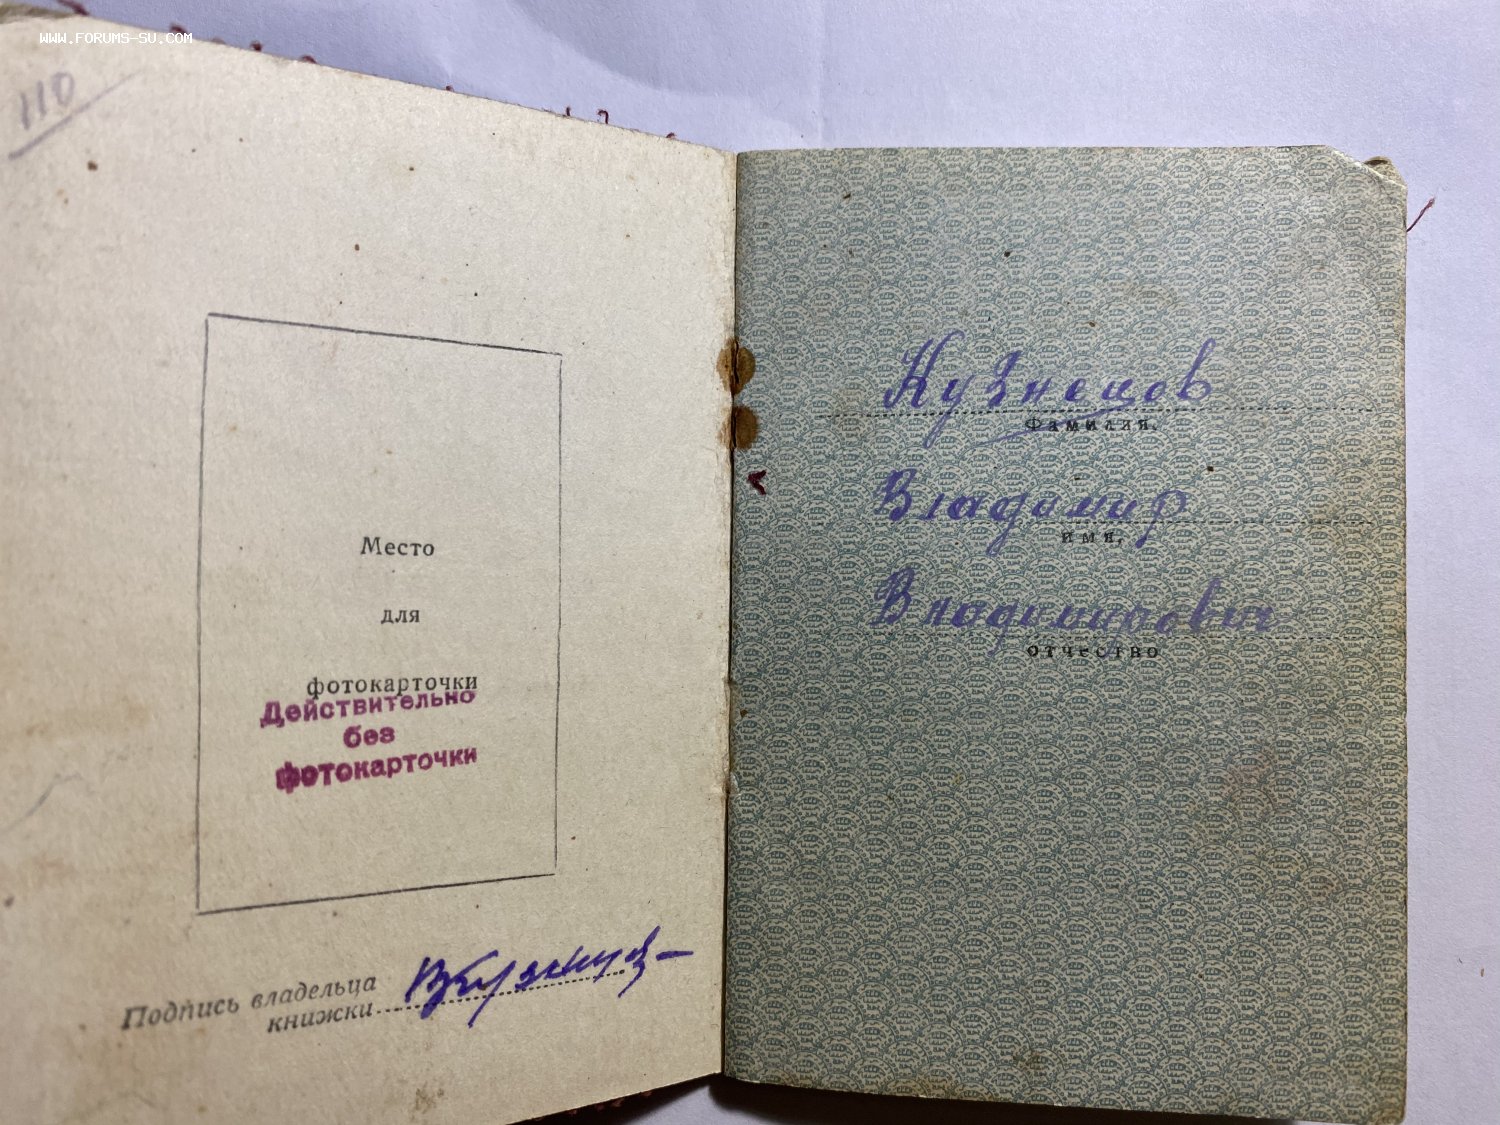 WWW.FORUMS-SU.COM
110
Место
для
фотокарточки
Действительно
без
фотокарточки
Подпись владельца
книжки
Кузнецов
Фамилия.
Владимир
имя,
Владимирович
отчество